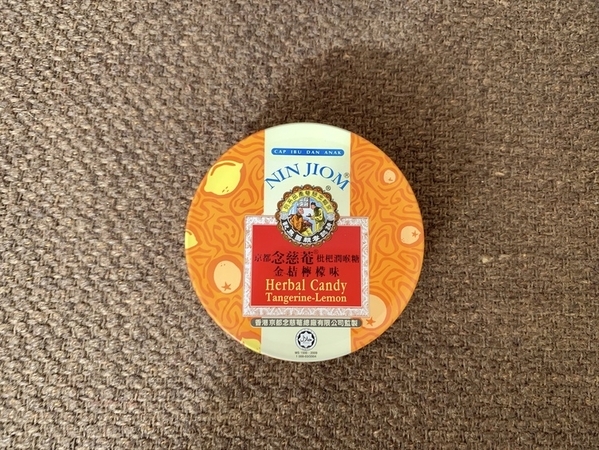 CAP IBU DAN ANAK
NIN JIOM®
®
京都念慈菴枇杷潤喉糖
金桔檸檬味
Herbal Candy
Tangerine-Lemon
香港京都念慈菴總廠有限公司監製